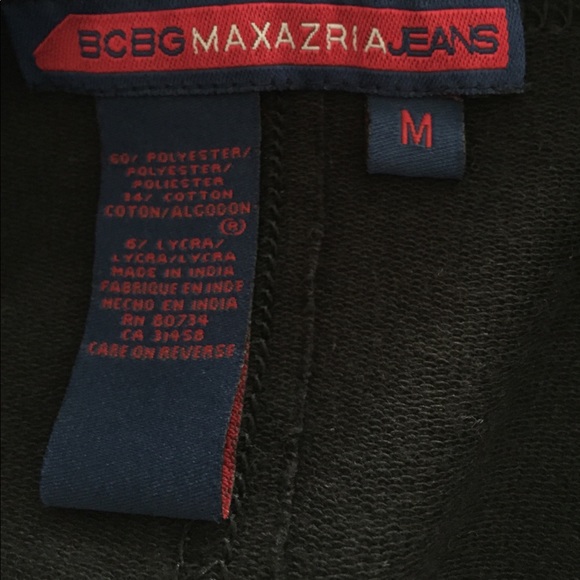 BCBGMAXAZRIAJEANS
M
60% POLYESTER/
POLYESTER/
POLIESTER
34% COTTON
COTON/ALGODON
®
6% LYCRA/
LYCRA/LYCRA
MADE IN INDIA
FABRIQUE EN INDE
HECHO EN INDIA
RN 80734
CA 31458
CARE ON REVERSE